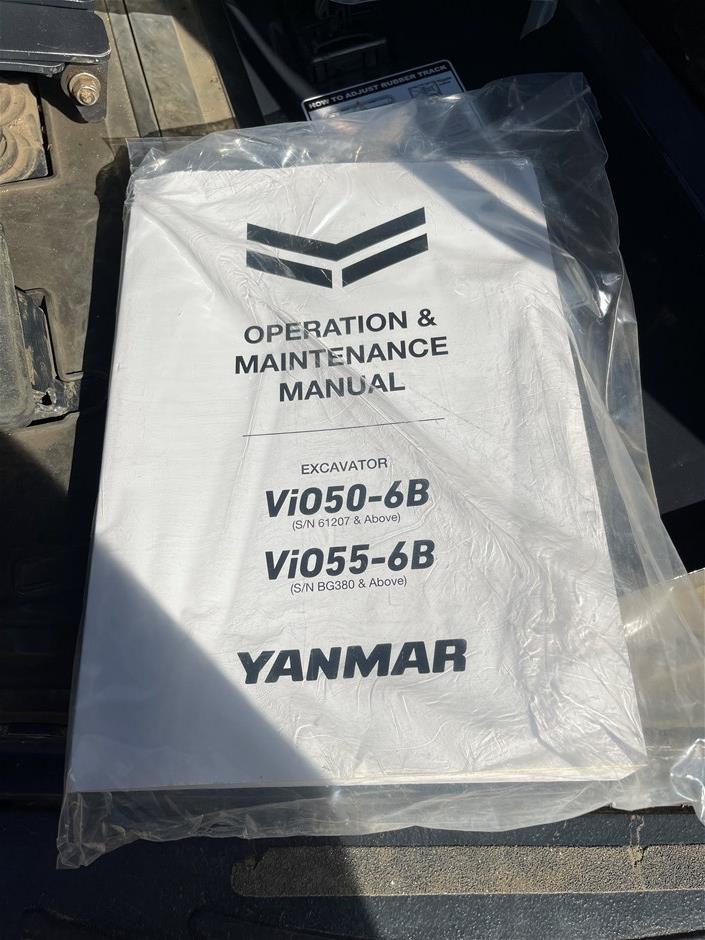 HOW TO ADJUST RUBBER TRACK
OPERATION &
MAINTENANCE
MANUAL
EXCAVATOR
ViO50-6B
(S/N 61207 & Above)
ViO55-6B
(S/N BG380 & Above)
YANMAR